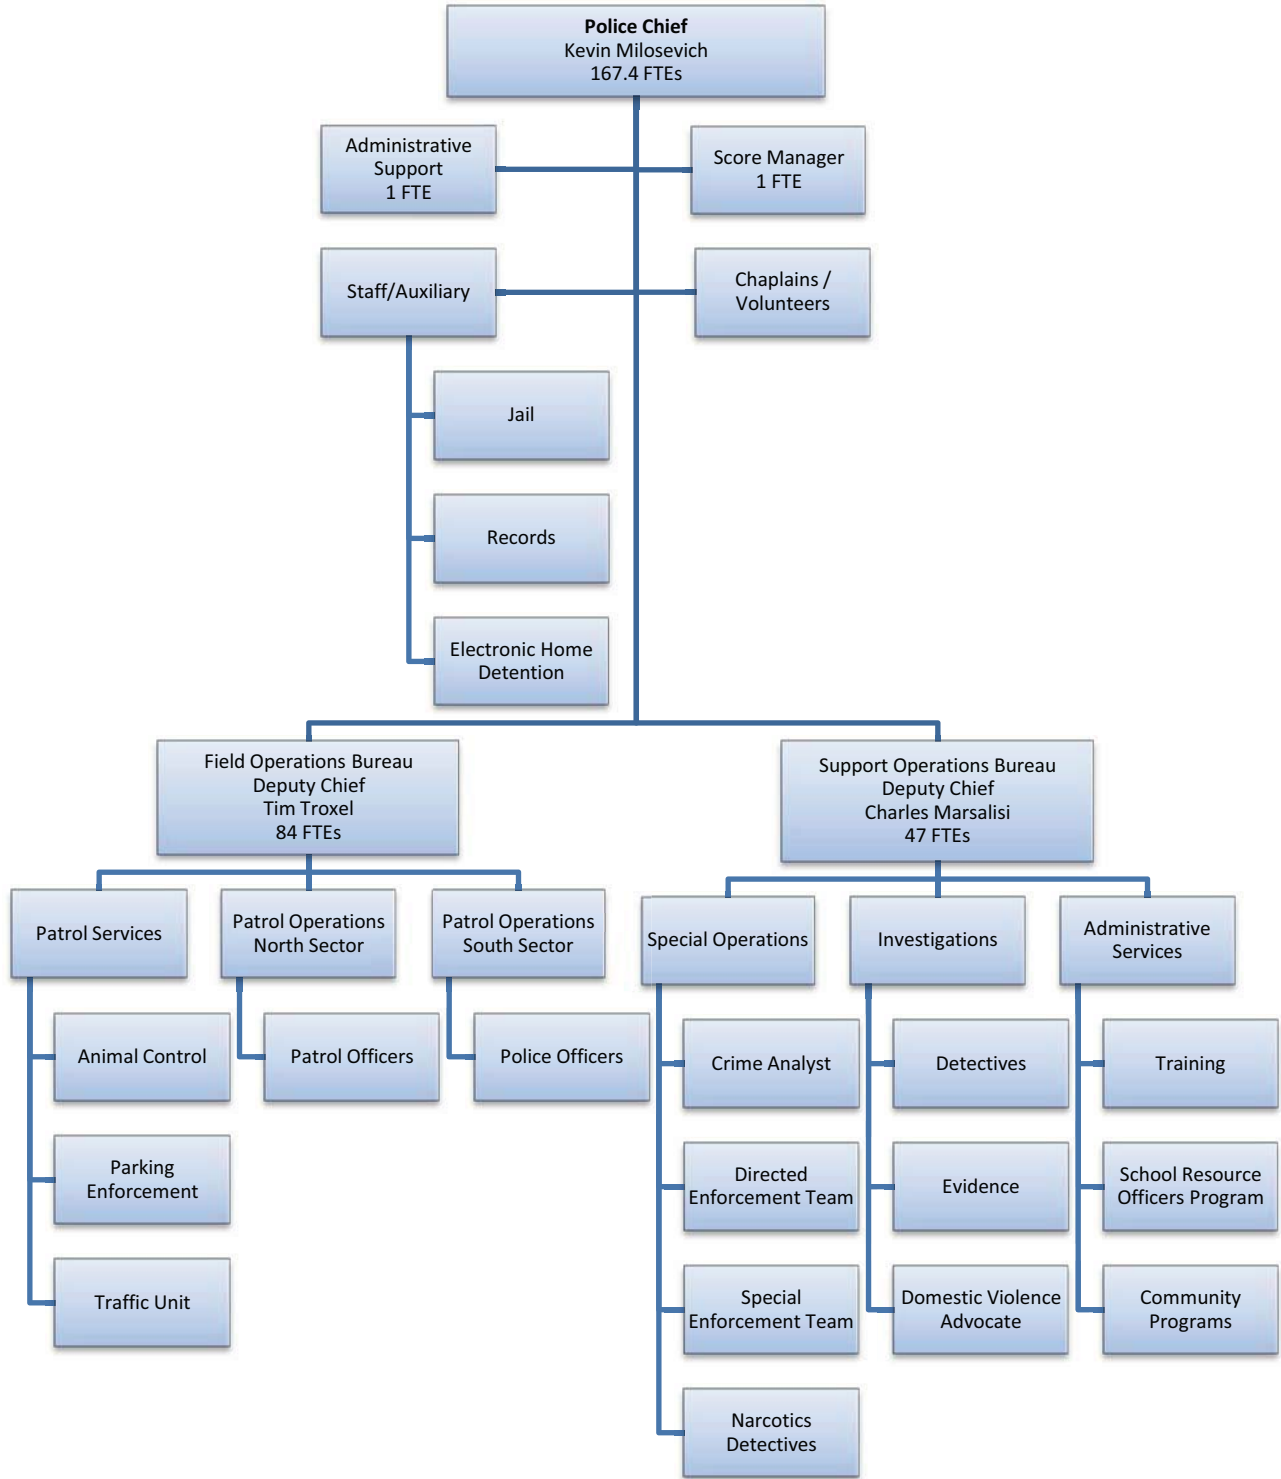 Police Chief
Kevin Milosevich
167.4 FTEs
Administrative
Support
1 FTE
Score Manager
1 FTE
Staff/Auxiliary
Chaplains /
Volunteers
Jail
Records
Electronic Home
Detention
Field Operations Bureau
Deputy Chief
Tim Troxel
84 FTEs
Support Operations Bureau
Deputy Chief
Charles Marsalisi
47 FTEs
Patrol Services
Patrol Operations
North Sector
Patrol Operations
South Sector
Special Operations
Investigations
Administrative
Services
Animal Control
Patrol Officers
Police Officers
Crime Analyst
Detectives
Training
Parking
Enforcement
Directed
Enforcement Team
Evidence
School Resource
Officers Program
Traffic Unit
Special
Enforcement Team
Domestic Violence
Advocate
Community
Programs
Narcotics
Detectives